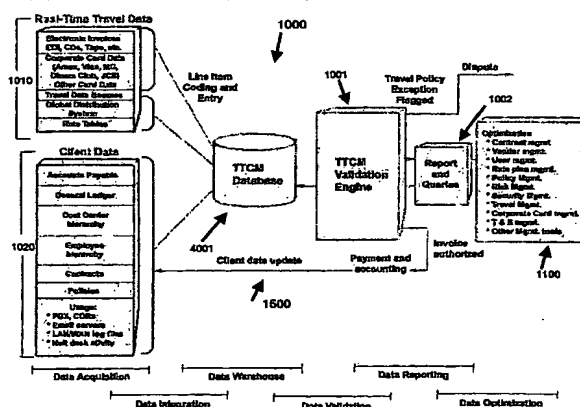 Real-Time Travel Data
1000
1010
Electronic Invoices
EDI, CDs, Tape, etc.
Corporate Card Data
(Amex, Visa, MC,
Diners Club, JCB)
Other Card Data
Travel Data Sources
Global Distribution
System
Rate Tables
Line Item
Coding and
Entry
1001
Travel Policy
Exception
Flagged
Dispute
1002
TTCM
Database
4001
TTCM
Validation
Engine
Report
and
Queries
Optimization
* Contract mgmt
* Vendor mgmt.
* User mgmt.
* Rate plan mgmt.
* Policy Mgmt.
* Risk Mgmt.
* Security Mgmt.
* Travel Mgmt.
* Corporate Card mgmt.
* T & E mgmt.
* Other Mgmt. tools
1100
Client Data
1020
Accounts Payable
General Ledger
Cost Center
hierarchy
Employee
hierarchy
Contracts
Policies
Usage:
* PBX, CDRs
* Email servers
* LAN/WAN log files
* Help desk ativity
Client data update
1500
Payment and
accounting
Invoice
authorized
Data Acquisition
Data Warehouse
Data Reporting
Data Integration
Data Validation
Data Optimization